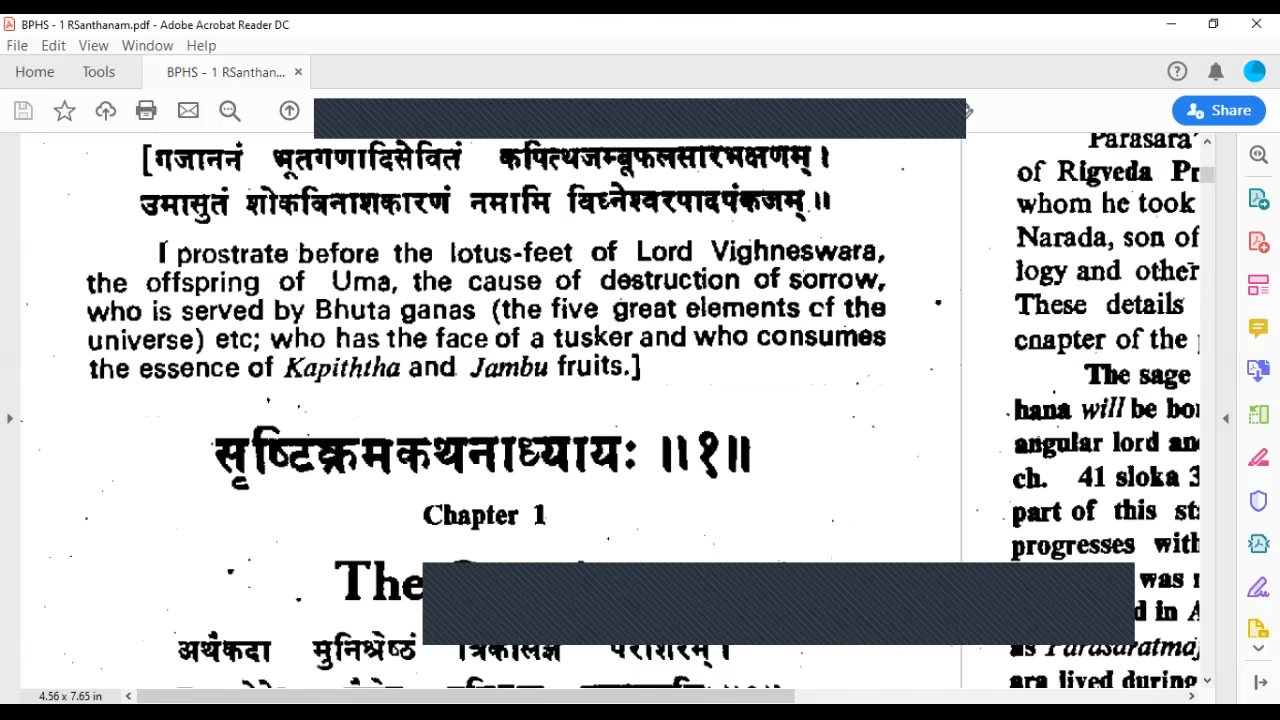 BPHS - 1 RSanthanam.pdf - Adobe Acrobat Reader DC
File Edit View Window Help
Home Tools BPHS - 1 RSanthan... ×
Share
[गजाननं भूतगणादिसेवितं कपित्थजम्बूफलसारभक्षणम् ।
उमासुतं शोकविनाशकारणं नमामि विघ्नेश्वरपादपंकजम् ॥
I prostrate before the lotus-feet of Lord Vighneswara,
the offspring of Uma, the cause of destruction of sorrow,
who is served by Bhuta ganas (the five great elements cf the
universe) etc; who has the face of a tusker and who consumes
the essence of Kapiththa and Jambu fruits.]
सृष्टिक्रमकथनाध्यायः ॥१॥
Chapter 1
The
अथैकदा मुनिश्रेष्ठं त्रिकालज्ञं पराशरम् ।
Parasara'
of Rigveda
whom he took
Narada, son of
logy and other
These details
cnapter of the
The sage
hana will be
angular lord
ch. 41 sloka 3
part of this
progresses with
was
in
as Parasaratmaj
ara lived during
4.56 x 7.65 in